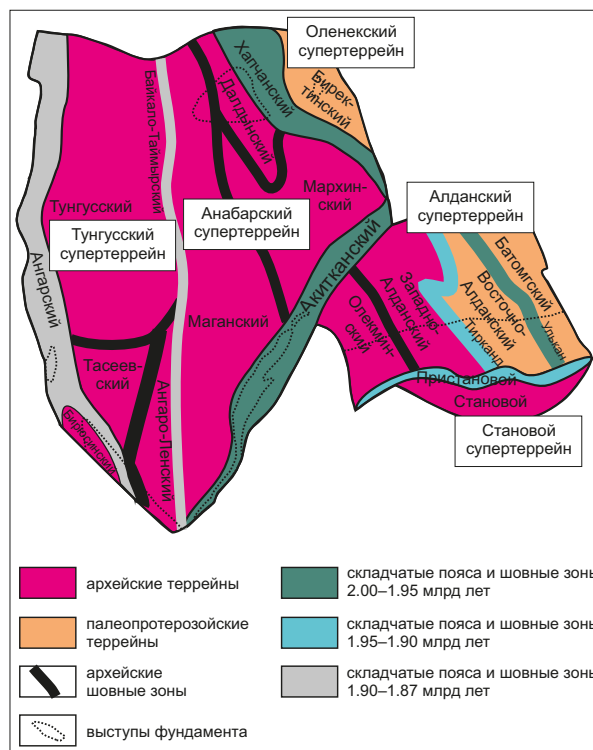 Оленекский
супертеррейн
Хапчанский
Бирек-
тинский
Далдынский
Байкало-Таймырский
Мархин-
ский
Тунгусский
Тунгусский
супертеррейн
Анабарский
супертеррейн
Алданский
супертеррейн
Ангарский
Акитканский
Маганский
Батомгский
Западно-
Алданский
Восточно-
Алданский
Олекмин-
ский
Тирканд
Улькан
Тасеев-
ский
Ангаро-Ленский
Бирюсинский
Пристановой
Становой
Становой
супертеррейн
архейские террейны
палеопротерозойские
террейны
архейские
шовные зоны
выступы фундамента
складчатые пояса и шовные зоны
2.00–1.95 млрд лет
складчатые пояса и шовные зоны
1.95–1.90 млрд лет
складчатые пояса и шовные зоны
1.90–1.87 млрд лет